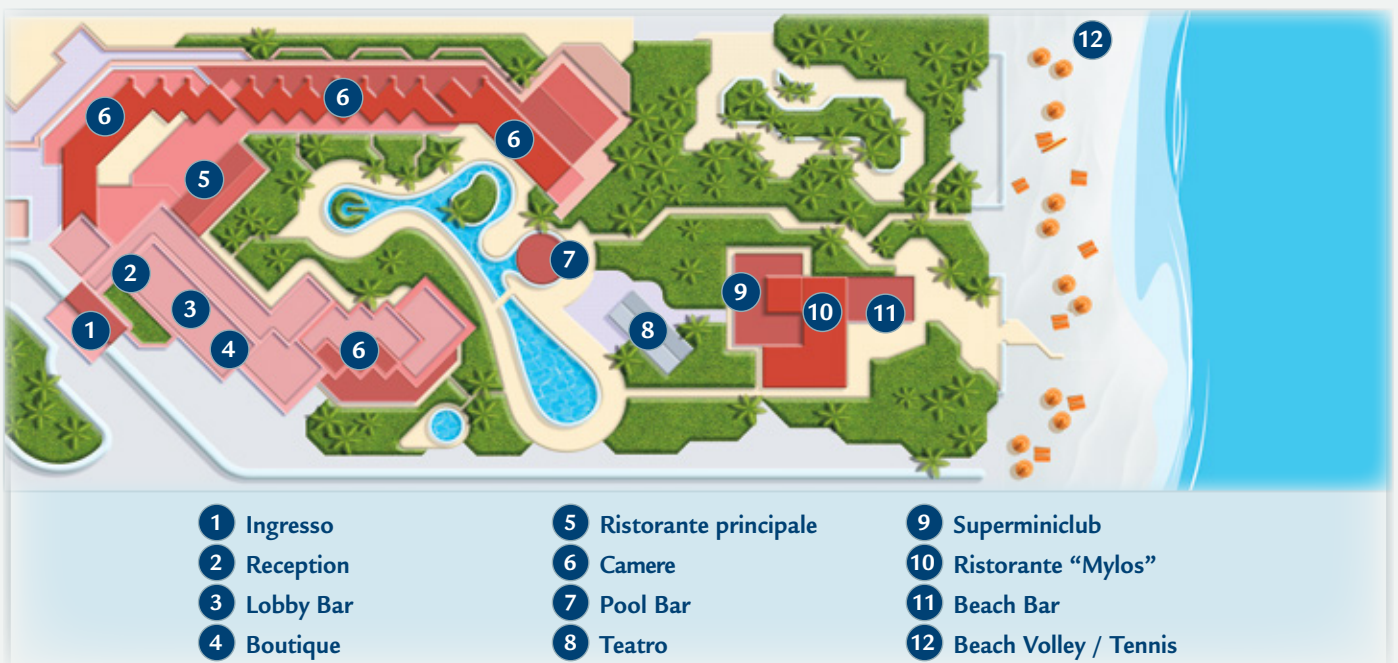 12
6
6
6
5
7
2
9
3
10
11
1
8
4
6
1 Ingresso
2 Reception
3 Lobby Bar
4 Boutique
5 Ristorante principale
6 Camere
7 Pool Bar
8 Teatro
9 Superminiclub
10 Ristorante “Mylos”
11 Beach Bar
12 Beach Volley / Tennis